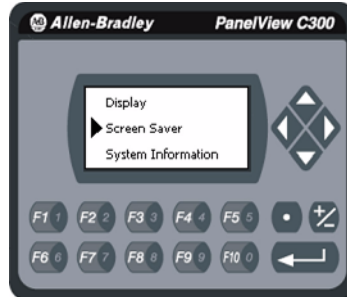 AB Allen-Bradley PanelView C300
Display
Screen Saver
System Information
F1 1 F2 2 F3 3 F4 4 F5 5 • +/-
F6 6 F7 7 F8 8 F9 9 F10 0